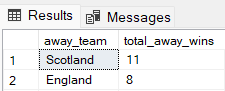 Results Messages
away_team total_away_wins
1 Scotland 11
2 England 8